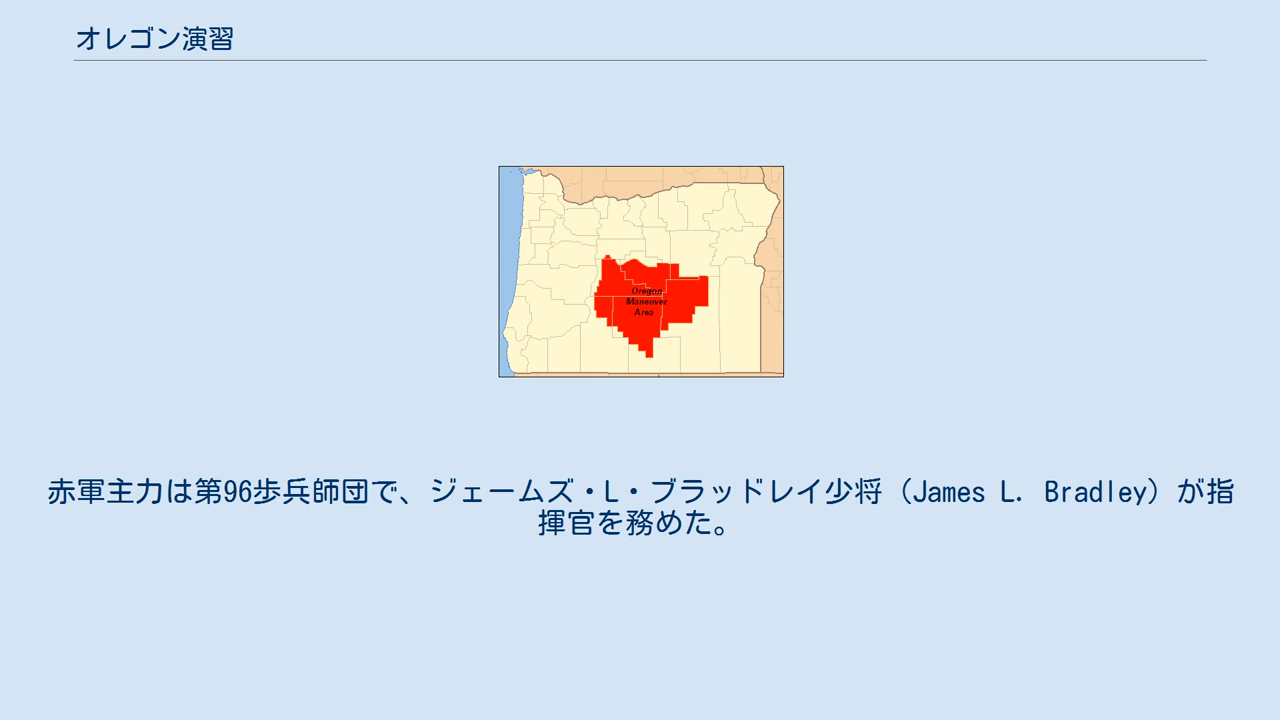 オレゴン演習
Oregon
Maneuver
Area
赤軍主力は第96歩兵師団で、ジェームズ・L・ブラッドレイ少将（James L. Bradley）が指
揮官を務めた。